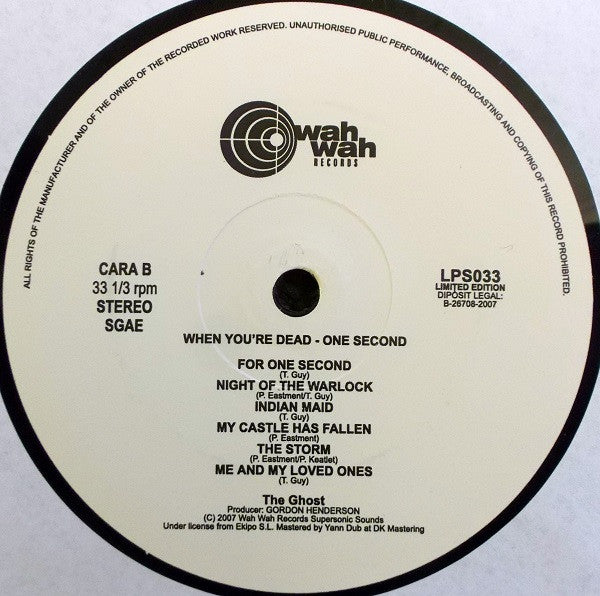 ALL RIGHTS OF THE MANUFACTURER AND OF THE OWNER OF THE RECORDED WORK RESERVED. UNAUTHORISED PUBLIC PERFORMANCE, BROADCASTING AND COPYING OF THIS RECORD PROHIBITED.
wah
wah
RECORDS
CARA B
33 1/3 rpm
STEREO
SGAE
LPS033
LIMITED EDITION
DIPOSIT LEGAL:
B-26708-2007
WHEN YOU'RE DEAD - ONE SECOND
FOR ONE SECOND
(T. Guy)
NIGHT OF THE WARLOCK
(P. Eastment/T. Guy)
INDIAN MAID
(T. Guy)
MY CASTLE HAS FALLEN
(P. Eastment)
THE STORM
(P. Eastment/P. Keatlet)
ME AND MY LOVED ONES
(T. Guy)
The Ghost
Producer: GORDON HENDERSON
(C) 2007 Wah Wah Records Supersonic Sounds
Under license from Ekipo S.L. Mastered by Yann Dub at DK Mastering